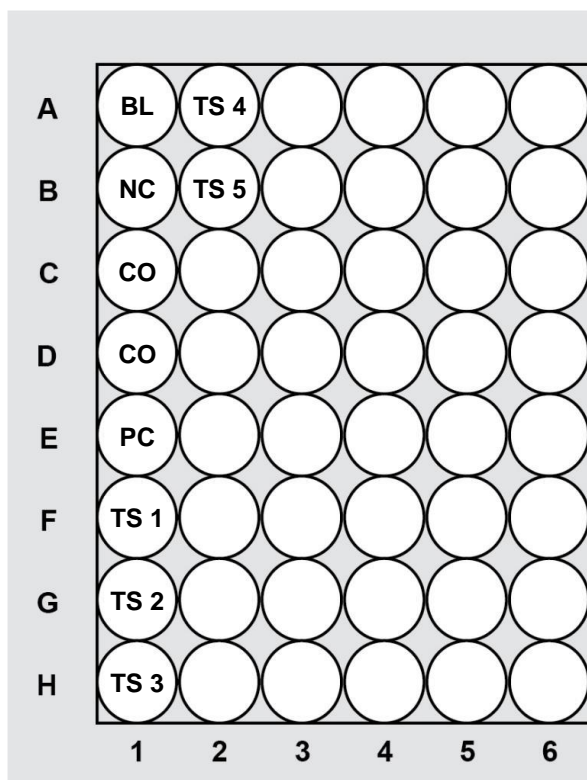 A BL TS 4
B NC TS 5
C CO
D CO
E PC
F TS 1
G TS 2
H TS 3
1 2 3 4 5 6